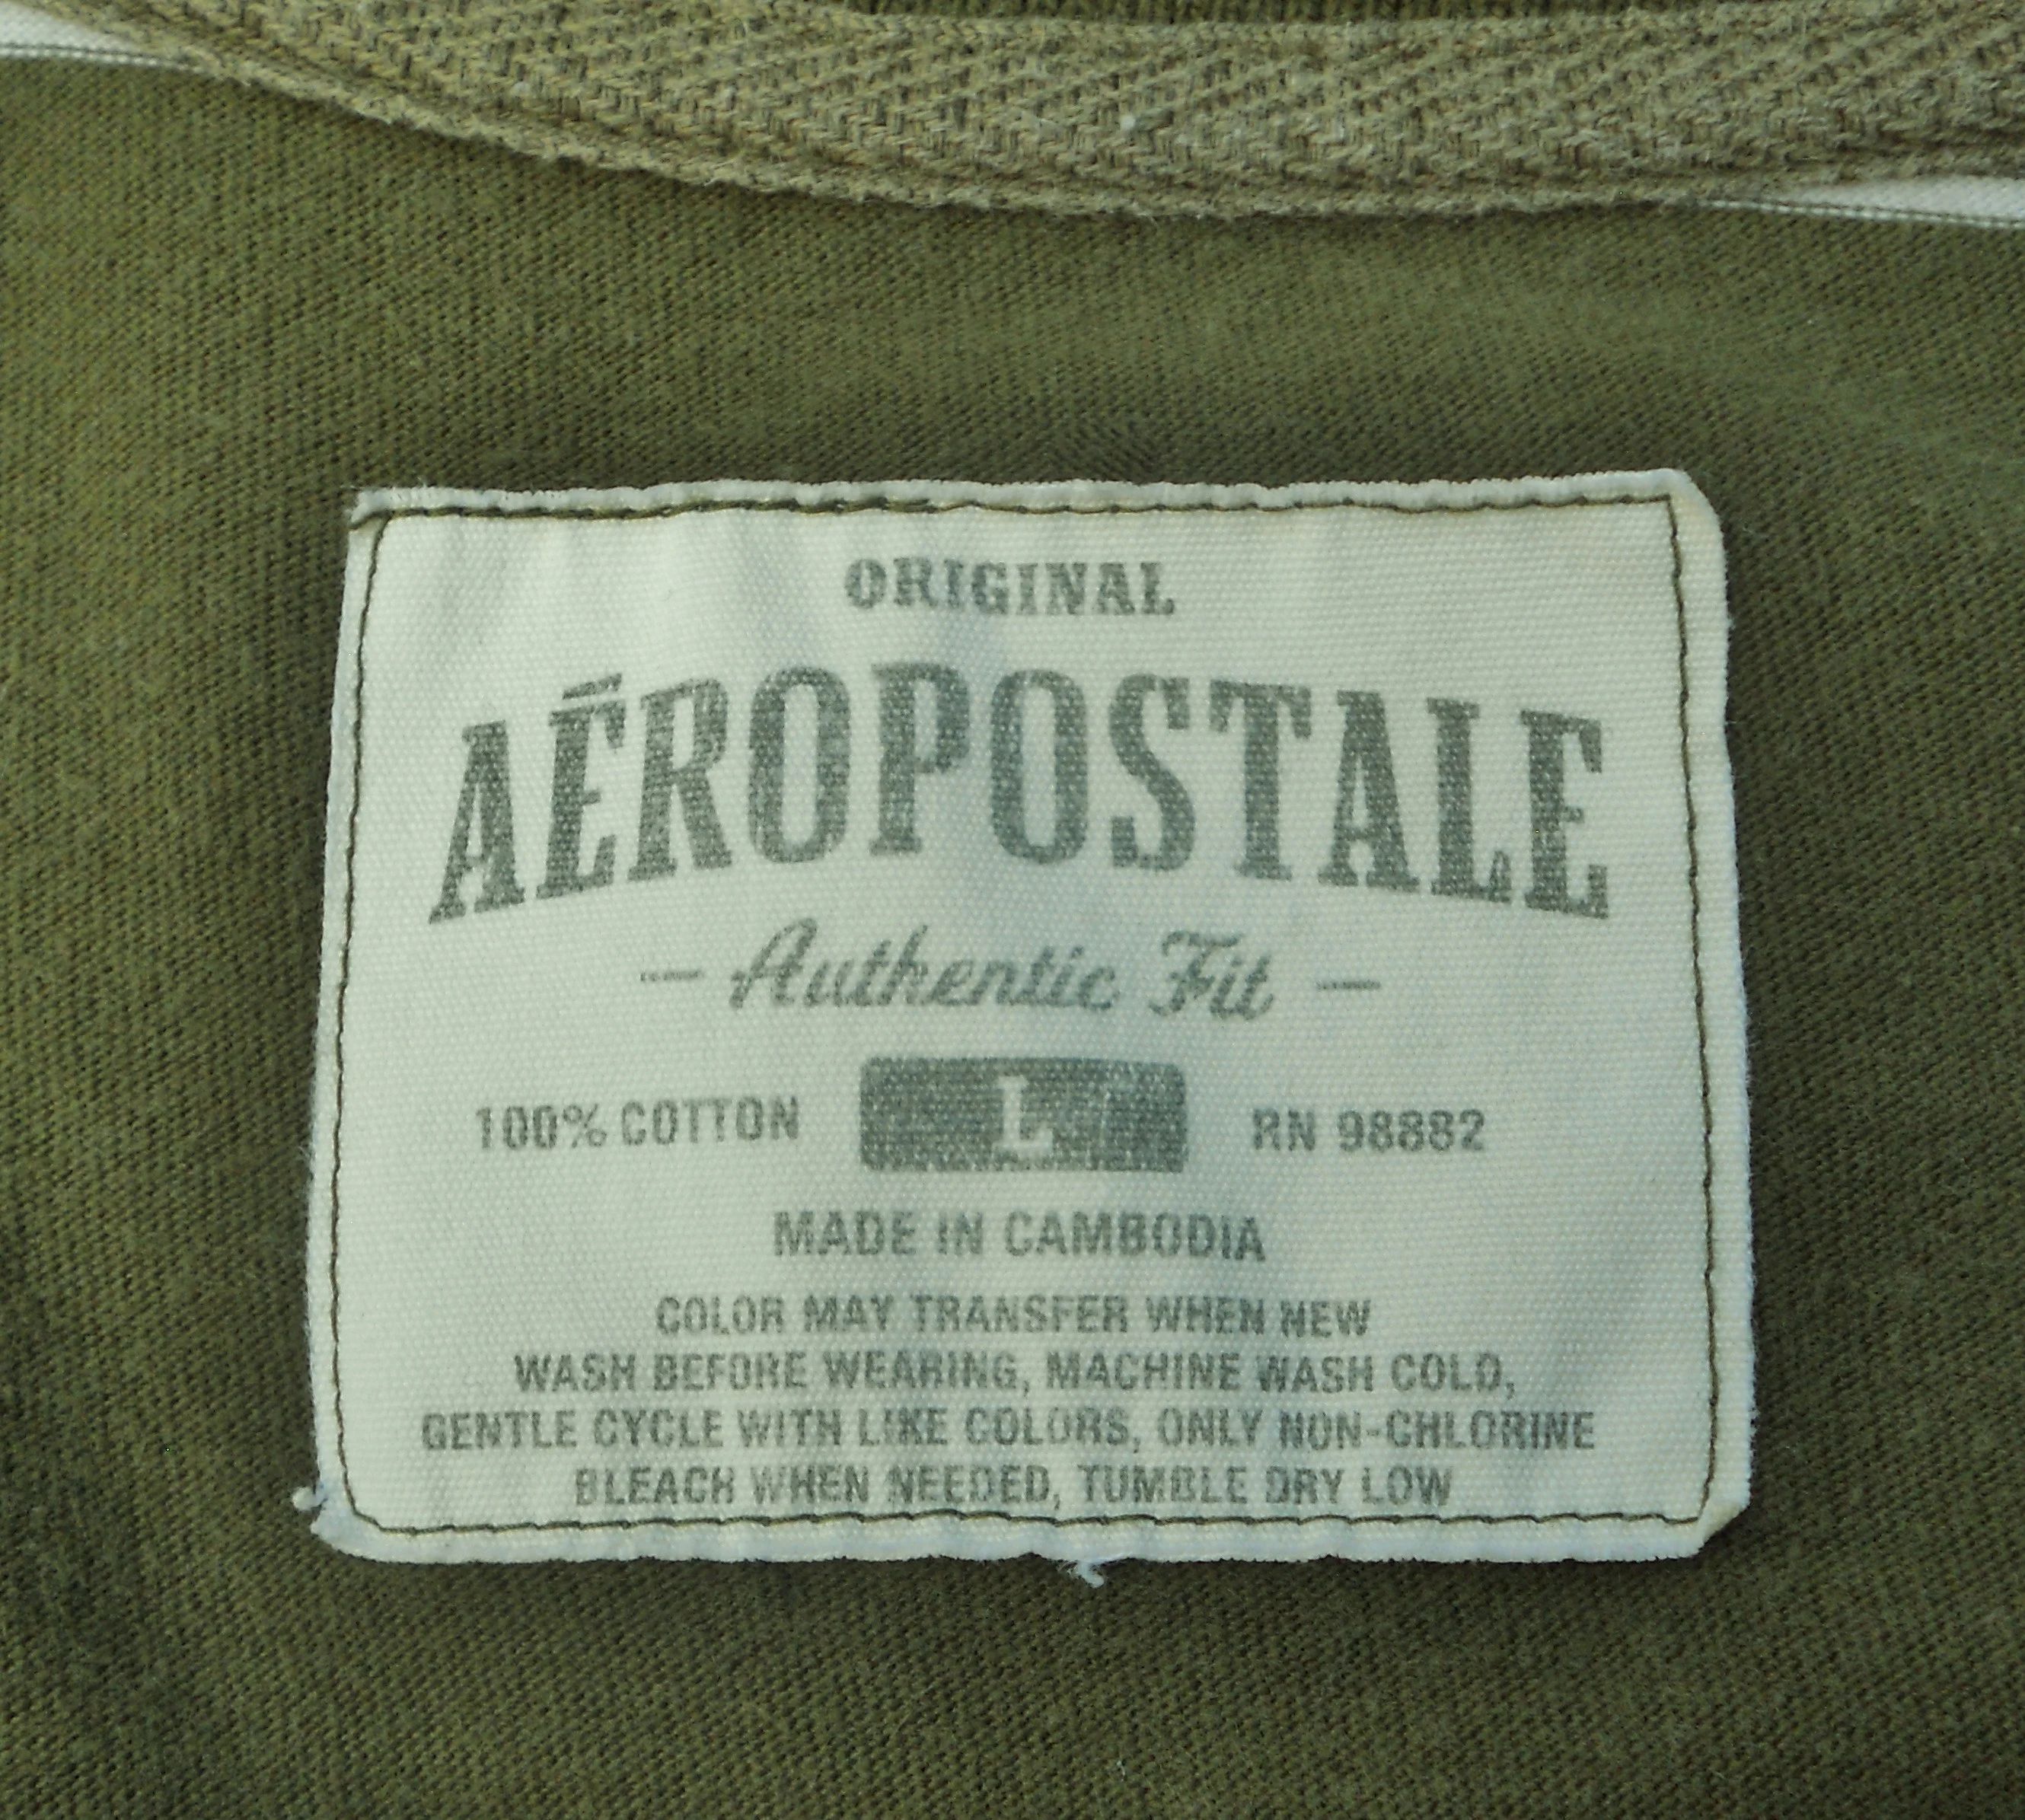 ORIGINAL
AÉROPOSTALE
— Authentic Fit —
100% COTTON L RN 98882
MADE IN CAMBODIA
COLOR MAY TRANSFER WHEN NEW
WASH BEFORE WEARING, MACHINE WASH COLD,
GENTLE CYCLE WITH LIKE COLORS, ONLY NON-CHLORINE
BLEACH WHEN NEEDED, TUMBLE DRY LOW